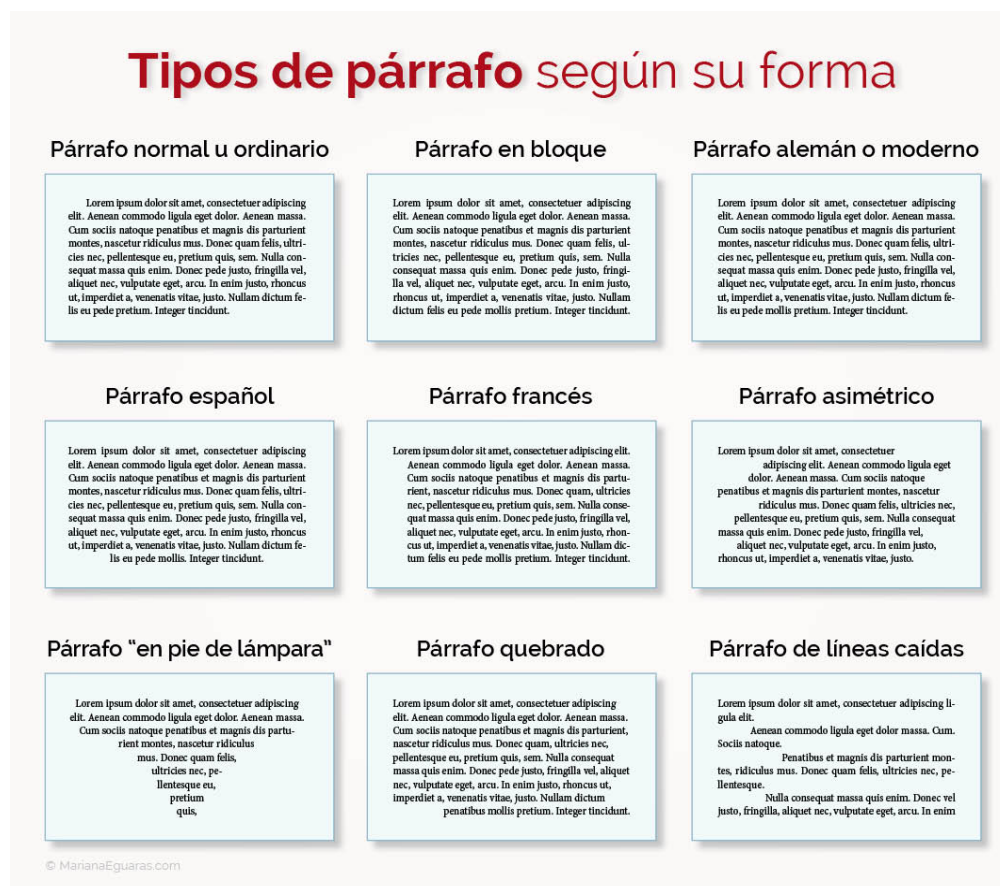 Tipos de párrafo según su forma
Párrafo normal u ordinario
Lorem ipsum dolor sit amet, consectetuer adipiscing
elit. Aenean commodo ligula eget dolor. Aenean massa.
Cum sociis natoque penatibus et magnis dis parturient
montes, nascetur ridiculus mus. Donec quam felis, ultri-
cies nec, pellentesque eu, pretium quis, sem. Nulla con-
sequat massa quis enim. Donec pede justo, fringilla vel,
aliquet nec, vulputate eget, arcu. In enim justo, rhoncus
ut, imperdiet a, venenatis vitae, justo. Nullam dictum fe-
lis eu pede pretium. Integer tincidunt.
Párrafo en bloque
Lorem ipsum dolor sit amet, consectetuer adipiscing
elit. Aenean commodo ligula eget dolor. Aenean massa.
Cum sociis natoque penatibus et magnis dis parturient
montes, nascetur ridiculus mus. Donec quam felis, ul-
tricies nec, pellentesque eu, pretium quis, sem. Nulla
consequat massa quis enim. Donec pede justo, fringi-
lla vel, aliquet nec, vulputate eget, arcu. In enim justo,
rhoncus ut, imperdiet a, venenatis vitae, justo. Nullam
dictum felis eu pede mollis pretium. Integer tincidunt.
Párrafo alemán o moderno
Lorem ipsum dolor sit amet, consectetuer adipiscing
elit. Aenean commodo ligula eget dolor. Aenean massa.
Cum sociis natoque penatibus et magnis dis parturient
montes, nascetur ridiculus mus. Donec quam felis, ultri-
cies nec, pellentesque eu, pretium quis, sem. Nulla con-
sequat massa quis enim. Donec pede justo, fringilla vel,
aliquet nec, vulputate eget, arcu. In enim justo, rhoncus
ut, imperdiet a, venenatis vitae, justo. Nullam dictum fe-
lis eu pede mollis pretium. Integer tincidunt.
Párrafo español
Lorem ipsum dolor sit amet, consectetuer adipiscing
elit. Aenean commodo ligula eget dolor. Aenean massa.
Cum sociis natoque penatibus et magnis dis parturient
montes, nascetur ridiculus mus. Donec quam felis, ultri-
cies nec, pellentesque eu, pretium quis, sem. Nulla con-
sequat massa quis enim. Donec pede justo, fringilla vel,
aliquet nec, vulputate eget, arcu. In enim justo, rhoncus
ut, imperdiet a, venenatis vitae, justo. Nullam dictum fe-
lis eu pede mollis. Integer tincidunt.
Párrafo francés
Lorem ipsum dolor sit amet, consectetuer adipiscing elit.
Aenean commodo ligula eget dolor. Aenean massa.
Cum sociis natoque penatibus et magnis dis partu-
rient, nascetur ridiculus mus. Donec quam, ultricies
nec, pellentesque eu, pretium quis, sem. Nulla conse-
quat massa quis enim. Donec pede justo, fringilla vel,
aliquet nec, vulputate eget, arcu. In enim justo, rhon-
cus ut, imperdiet a, venenatis vitae, justo. Nullam dic-
tum felis eu pede mollis pretium. Integer tincidunt.
Párrafo asimétrico
Lorem ipsum dolor sit amet, consectetuer
adipiscing elit. Aenean commodo ligula eget
dolor. Aenean massa. Cum sociis natoque
penatibus et magnis dis parturient montes, nascetur
ridiculus mus. Donec quam felis, ultricies nec,
pellentesque eu, pretium quis, sem. Nulla consequat
massa quis enim. Donec pede justo, fringilla vel,
aliquet nec, vulputate eget, arcu. In enim justo,
rhoncus ut, imperdiet a, venenatis vitae, justo.
Párrafo “en pie de lámpara”
Lorem ipsum dolor sit amet, consectetuer adipiscing
elit. Aenean commodo ligula eget dolor. Aenean massa.
Cum sociis natoque penatibus et magnis dis partu-
rient montes, nascetur ridiculus
mus. Donec quam felis,
ultricies nec, pe-
llentesque eu,
pretium
quis,
Párrafo quebrado
Lorem ipsum dolor sit amet, consectetuer adipiscing
elit. Aenean commodo ligula eget dolor. Aenean massa.
Cum sociis natoque penatibus et magnis dis parturient,
nascetur ridiculus mus. Donec quam, ultricies nec,
pellentesque eu, pretium quis, sem. Nulla consequat
massa quis enim. Donec pede justo, fringilla vel, aliquet
nec, vulputate eget, arcu. In enim justo, rhoncus ut,
imperdiet a, venenatis vitae, justo. Nullam dictum
penatibus mollis pretium. Integer tincidunt.
Párrafo de líneas caídas
Lorem ipsum dolor sit amet, consectetuer adipiscing li-
gula elit.
Aenean commodo ligula eget dolor massa. Cum.
Sociis natoque.
Penatibus et magnis dis parturient mon-
tes, ridiculus mus. Donec quam felis, ultricies nec, pe-
llentesque.
Nulla consequat massa quis enim. Donec vel
justo, fringilla, aliquet nec, vulputate eget, arcu. In enim
© MarianaEguaras.com